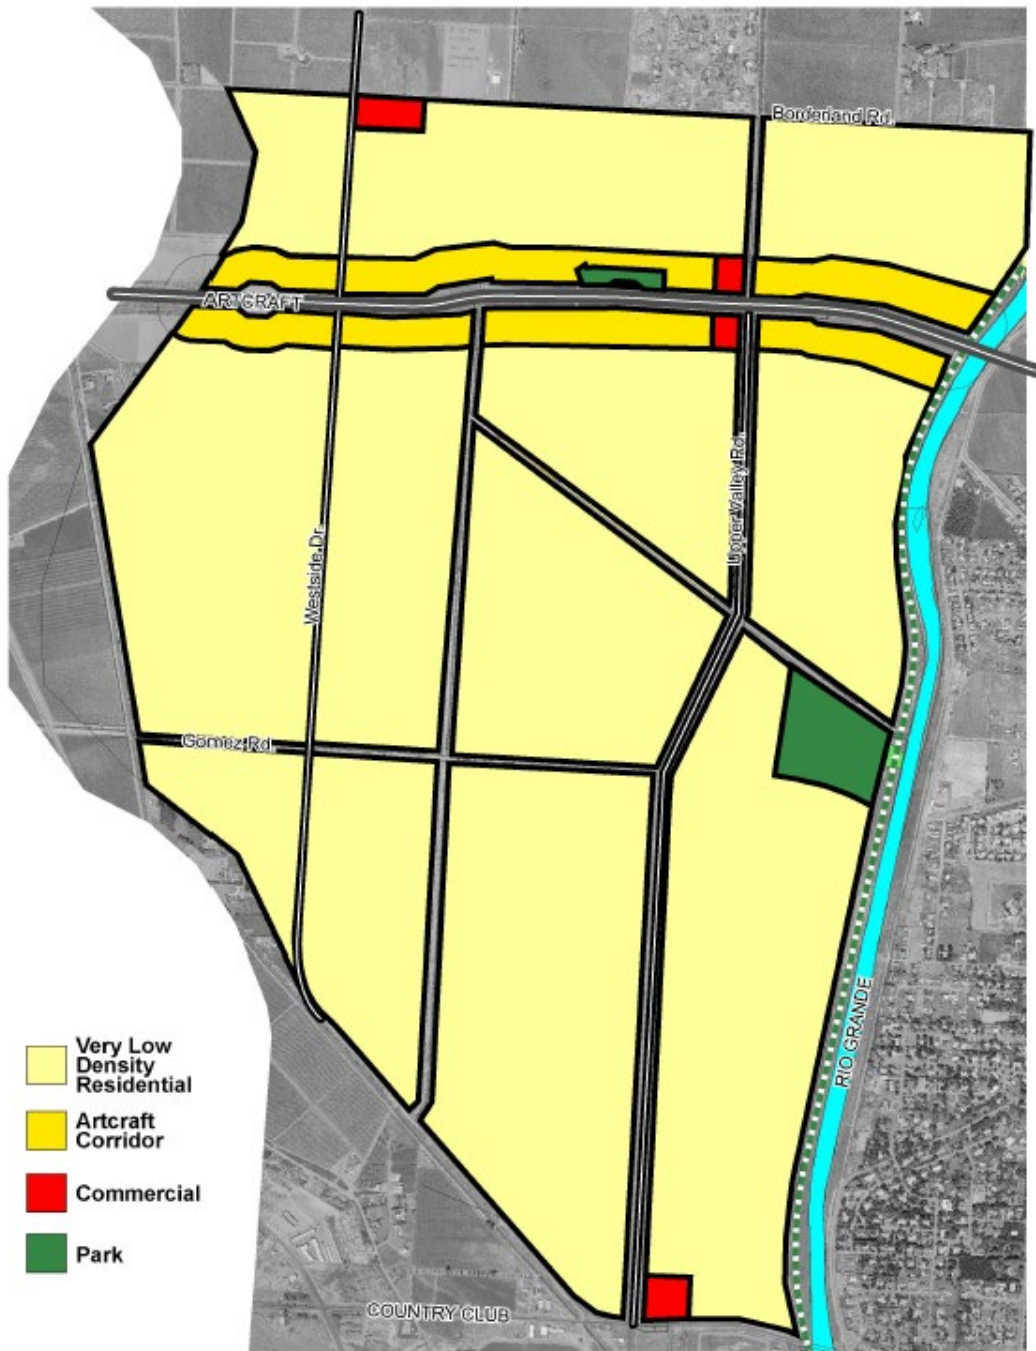 Borderland Rd.
ARTCRAFT
Upper Valley Rd.
Westside Dr.
Gomez Rd.
RIO GRANDE
Very Low
Density
Residential
Artcraft
Corridor
Commercial
Park
COUNTRY CLUB